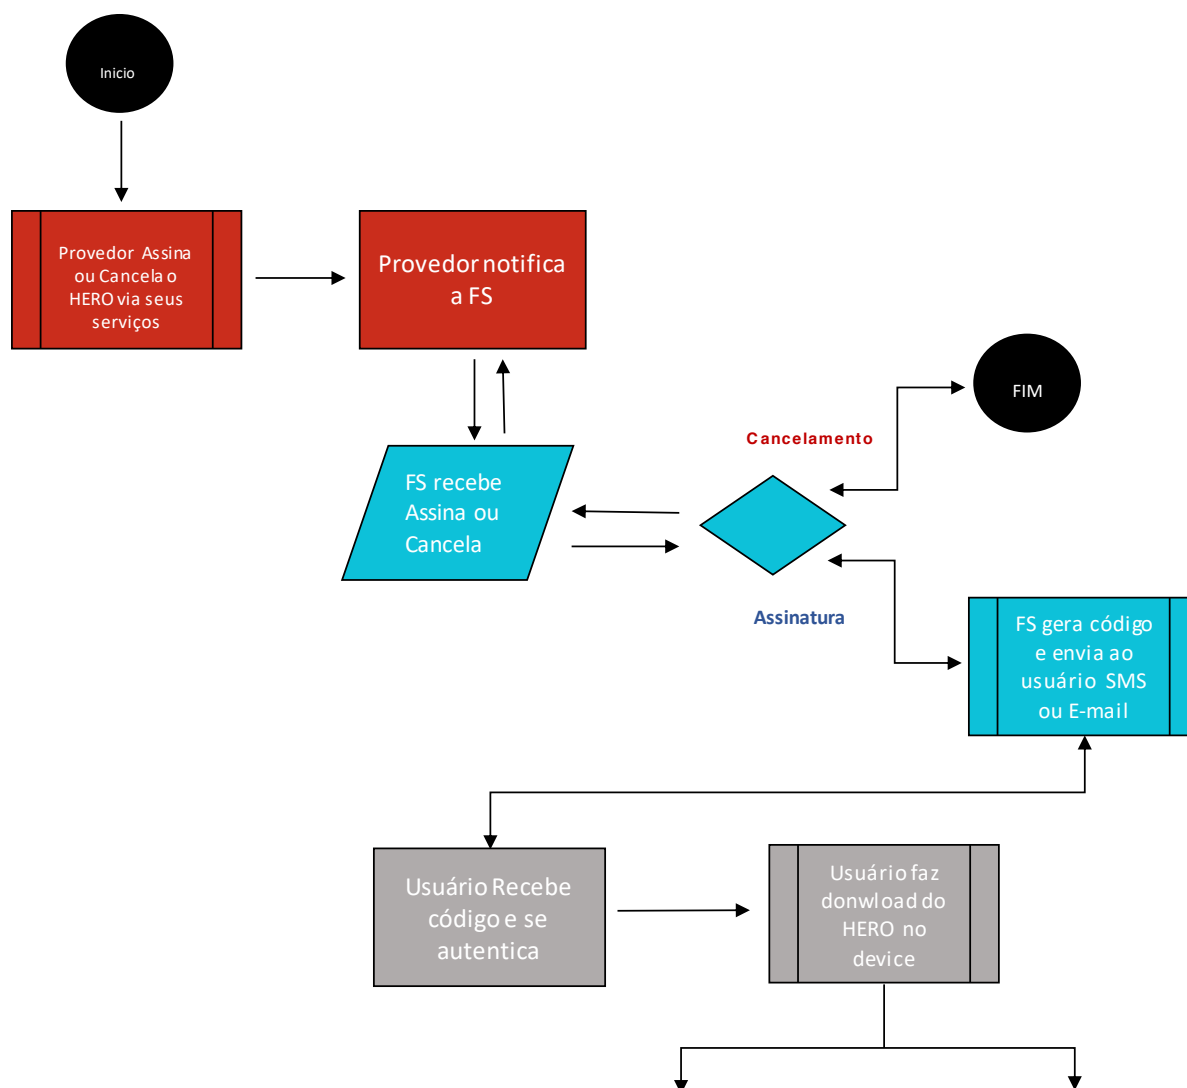 Inicio
Provedor Assina
ou Cancela o
HERO via seus
serviços
Provedor notifica
a FS
FIM
Cancelamento
FS recebe
Assina ou
Cancela
Assinatura
FS gera código
e envia ao
usuário SMS
ou E-mail
Usuário Recebe
código e se
autentica
Usuário faz
donwload do
HERO no
device